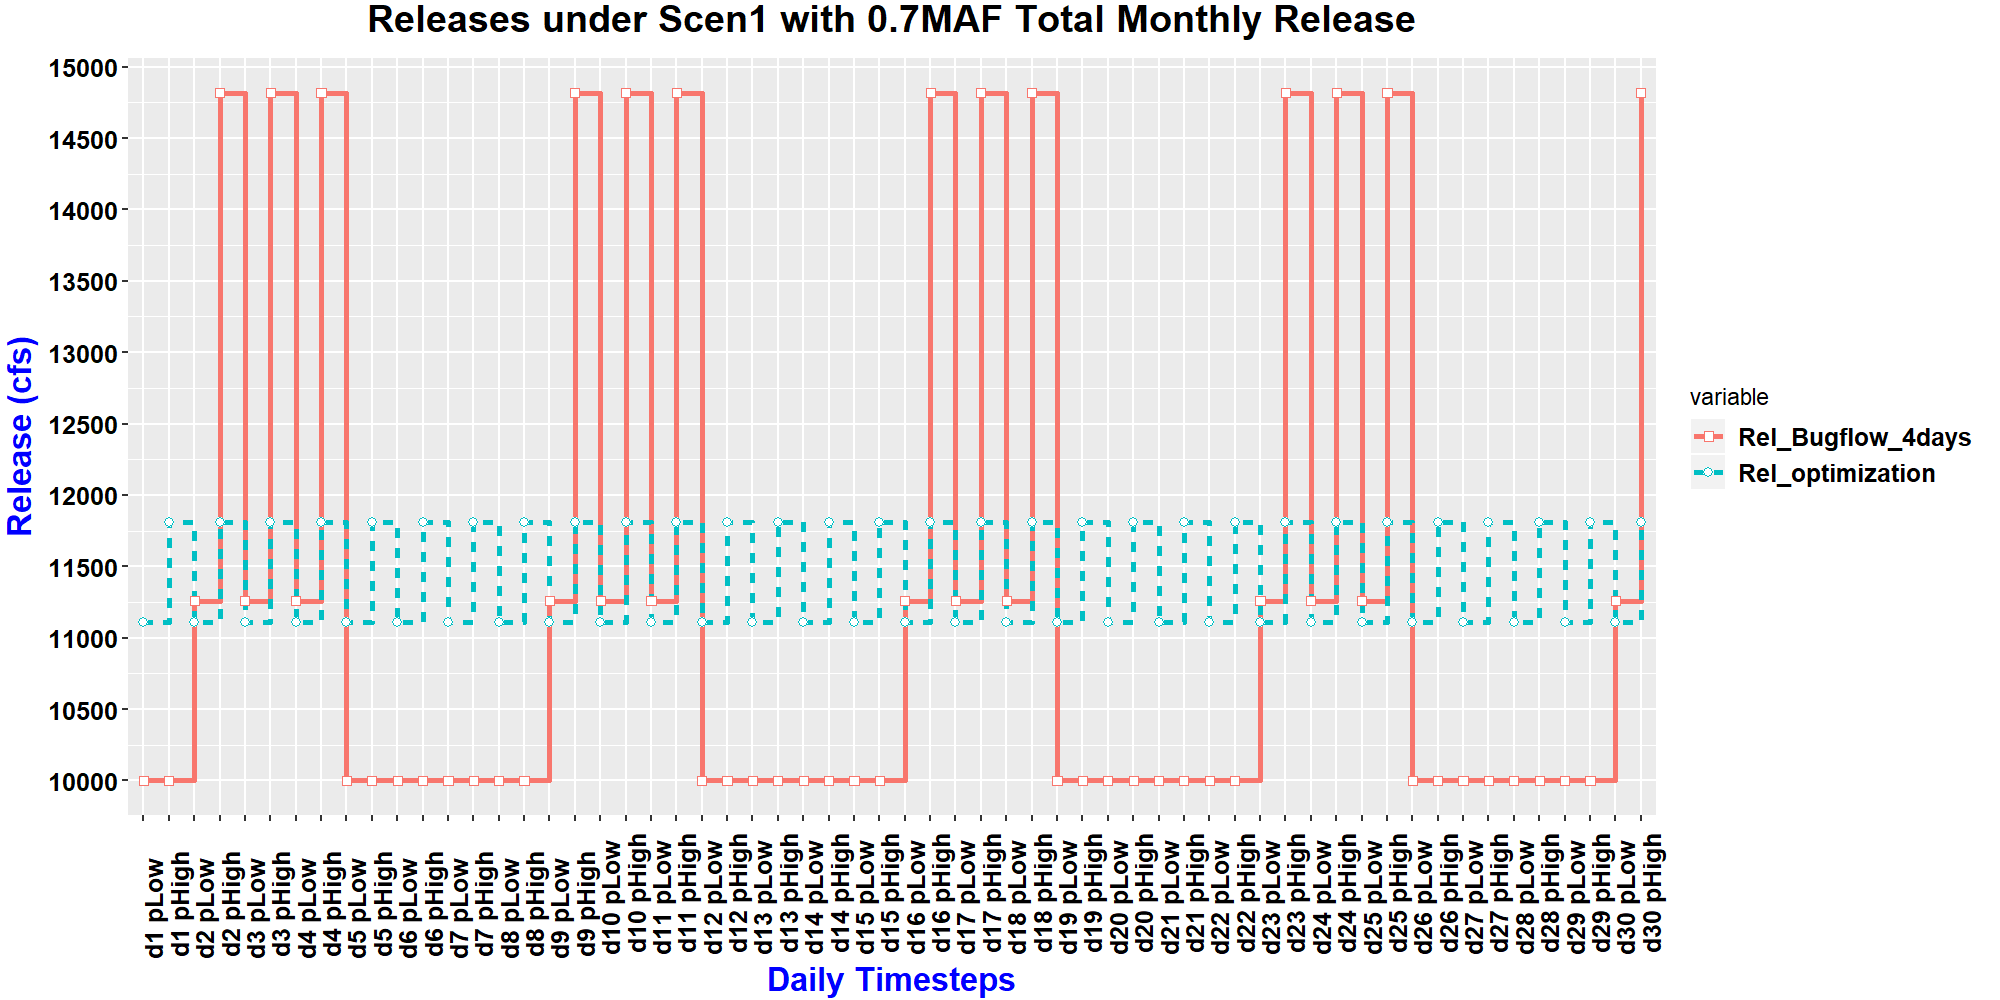 Releases under Scen1 with 0.7MAF Total Monthly Release
Release (cfs)
15000
14500
14000
13500
13000
12500
12000
11500
11000
10500
10000
d1 pLow
d1 pHigh
d2 pLow
d2 pHigh
d3 pLow
d3 pHigh
d4 pLow
d4 pHigh
d5 pLow
d5 pHigh
d6 pLow
d6 pHigh
d7 pLow
d7 pHigh
d8 pLow
d8 pHigh
d9 pLow
d9 pHigh
d10 pLow
d10 pHigh
d11 pLow
d11 pHigh
d12 pLow
d12 pHigh
d13 pLow
d13 pHigh
d14 pLow
d14 pHigh
d15 pLow
d15 pHigh
d16 pLow
d16 pHigh
d17 pLow
d17 pHigh
d18 pLow
d18 pHigh
d19 pLow
d19 pHigh
d20 pLow
d20 pHigh
d21 pLow
d21 pHigh
d22 pLow
d22 pHigh
d23 pLow
d23 pHigh
d24 pLow
d24 pHigh
d25 pLow
d25 pHigh
d26 pLow
d26 pHigh
d27 pLow
d27 pHigh
d28 pLow
d28 pHigh
d29 pLow
d29 pHigh
d30 pLow
d30 pHigh
Daily Timesteps
variable
Rel_Bugflow_4days
Rel_optimization